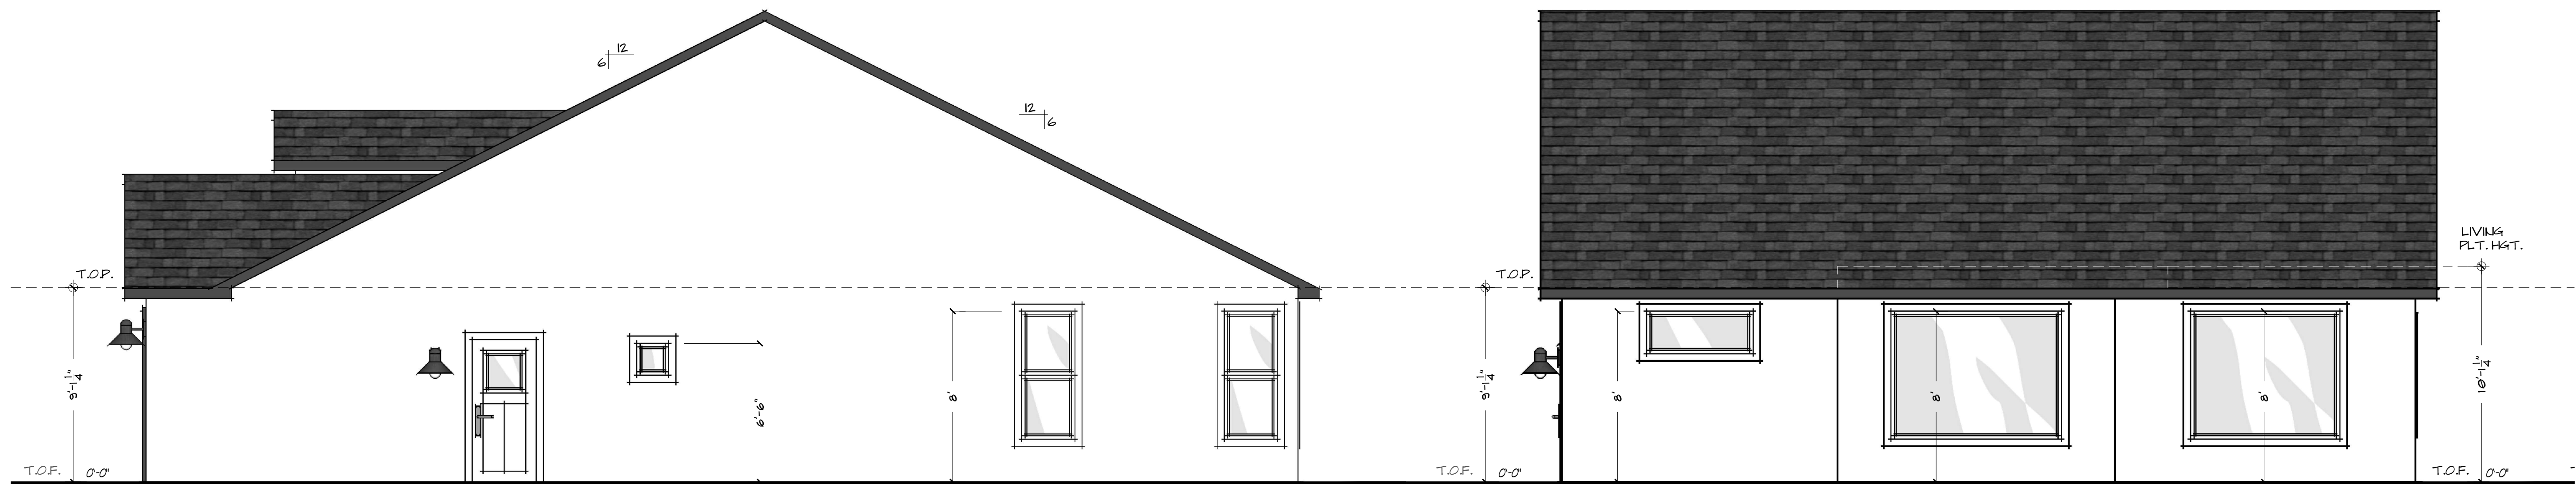 12
6
12
6
T.O.P.
9'-1 1/4"
T.O.F. 0'-0"
6'-6"
8'
T.O.P.
9'-1 1/4"
T.O.F. 0'-0"
8'
8'
8'
LIVING
PLT. HGT.
10'-1 1/4"
T.O.F. 0'-0"